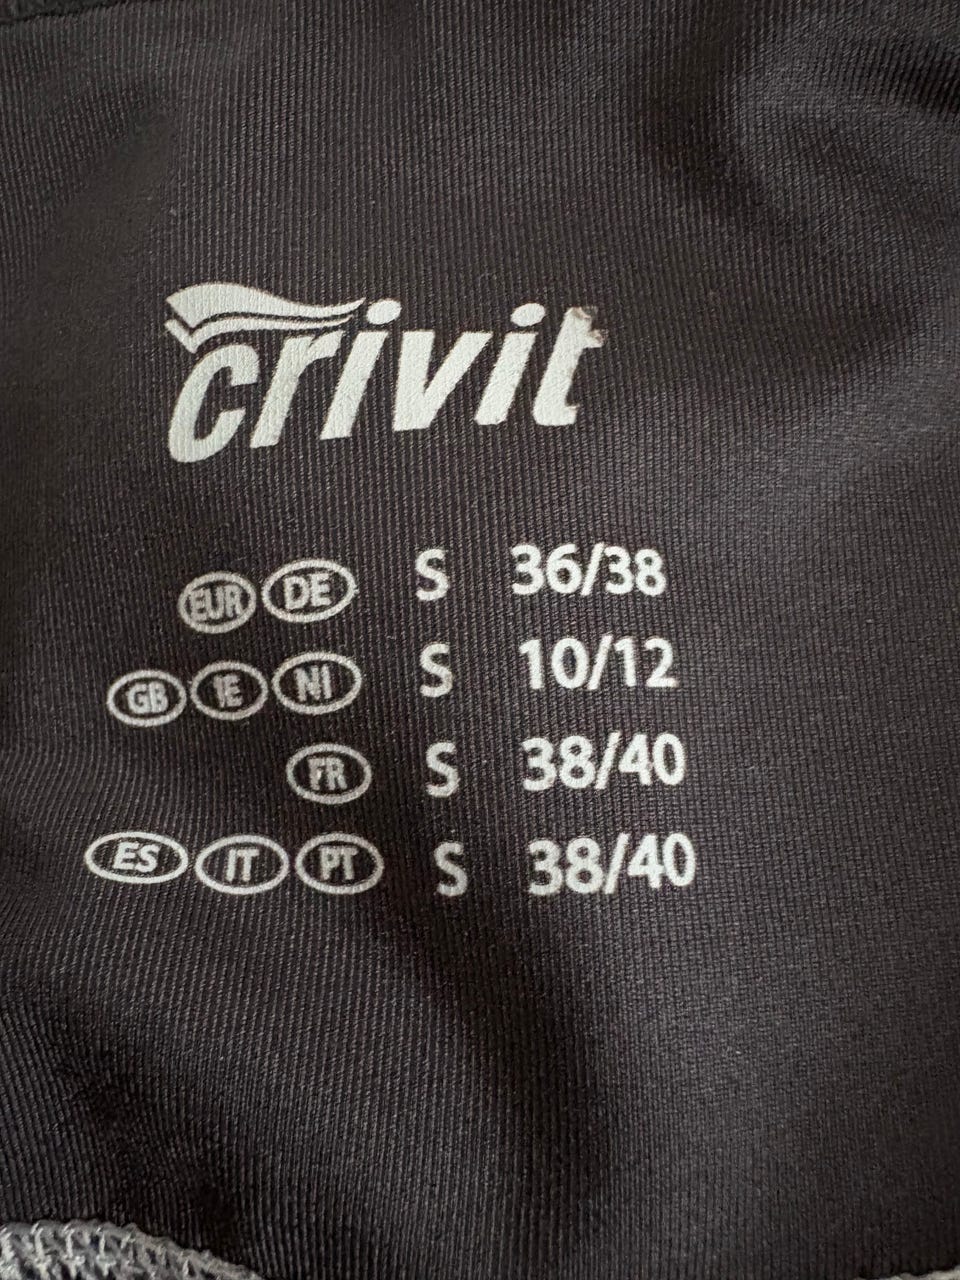 crivit
EUR DE S 36/38
GB IE NI S 10/12
FR S 38/40
ES IT PT S 38/40